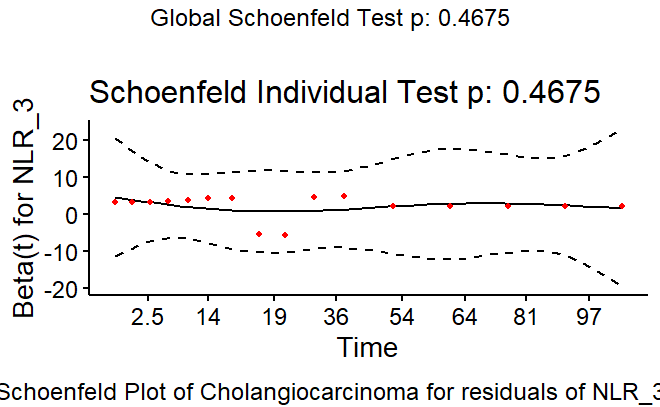 Global Schoenfeld Test p: 0.4675
Schoenfeld Individual Test p: 0.4675
Beta(t) for NLR_3
20
10
0
-10
-20
2.5 14 19 36 54 64 81 97
Time
Schoenfeld Plot of Cholangiocarcinoma for residuals of NLR_3